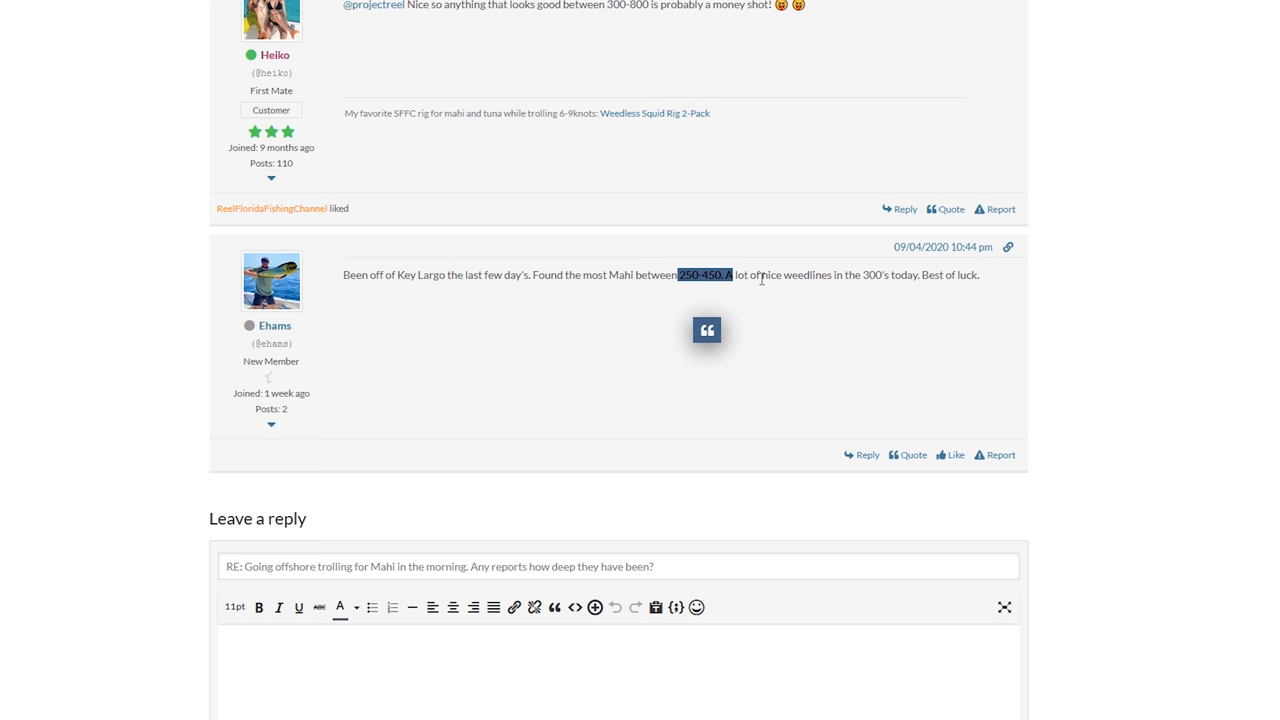 @projectreel Nice so anything that looks good between 300-800 is probably a money shot!
Heiko
(@heiko)
First Mate
Customer
My favorite SFFC rig for mahi and tuna while trolling 6-9knots: Weedless Squid Rig 2-Pack
Joined: 9 months ago
Posts: 110
ReelFloridaFishingChannel liked
Reply Quote Report
09/04/2020 10:44 pm
Been off of Key Largo the last few day's. Found the most Mahi between 250-450. A lot of nice weedlines in the 300's today. Best of luck.
Ehams
(@ehams)
New Member
Joined: 1 week ago
Posts: 2
Reply Quote Like Report
Leave a reply
RE: Going offshore trolling for Mahi in the morning. Any reports how deep they have been?
11pt B I U ABC A